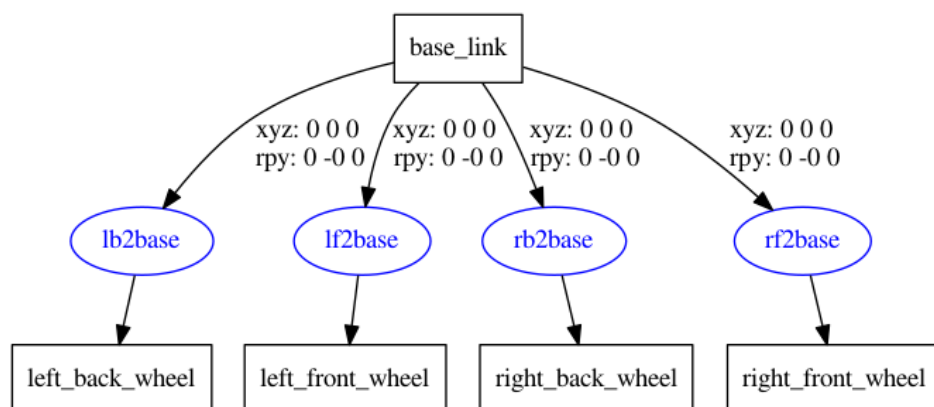 base_link
xyz: 0 0 0
rpy: 0 -0 0
xyz: 0 0 0
rpy: 0 -0 0
xyz: 0 0 0
rpy: 0 -0 0
xyz: 0 0 0
rpy: 0 -0 0
lb2base
lf2base
rb2base
rf2base
left_back_wheel
left_front_wheel
right_back_wheel
right_front_wheel